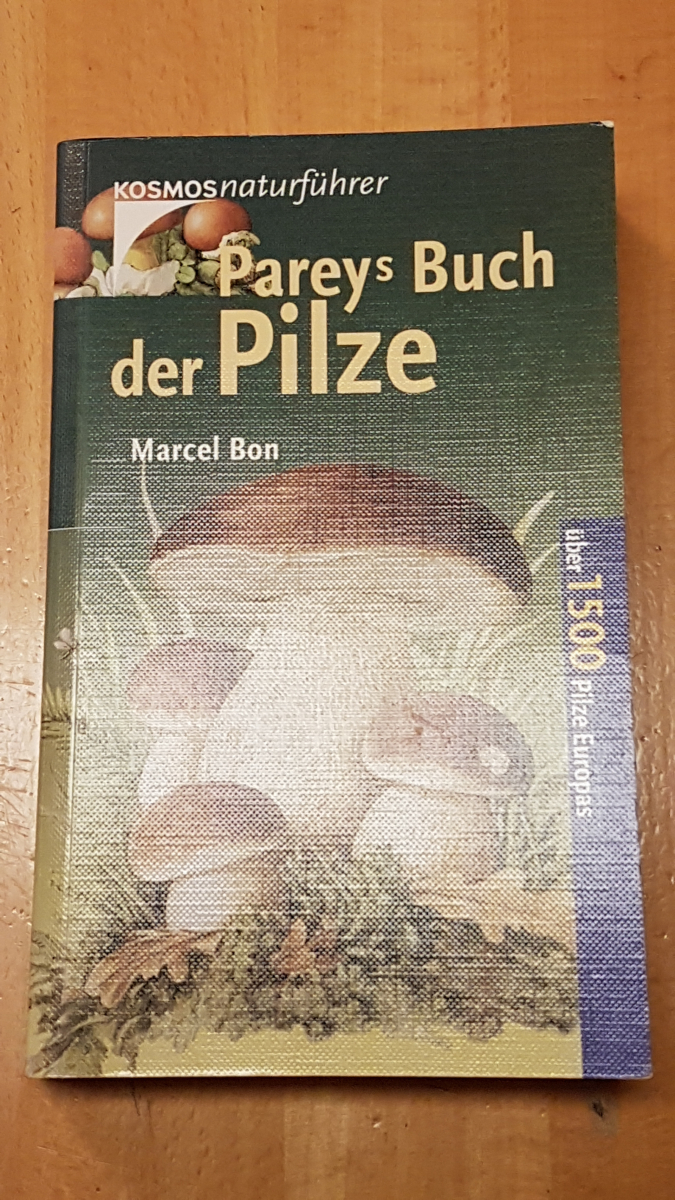 KOSMOSnaturführer
Pareys Buch
der Pilze
Marcel Bon
über 1500 Pilze Europas